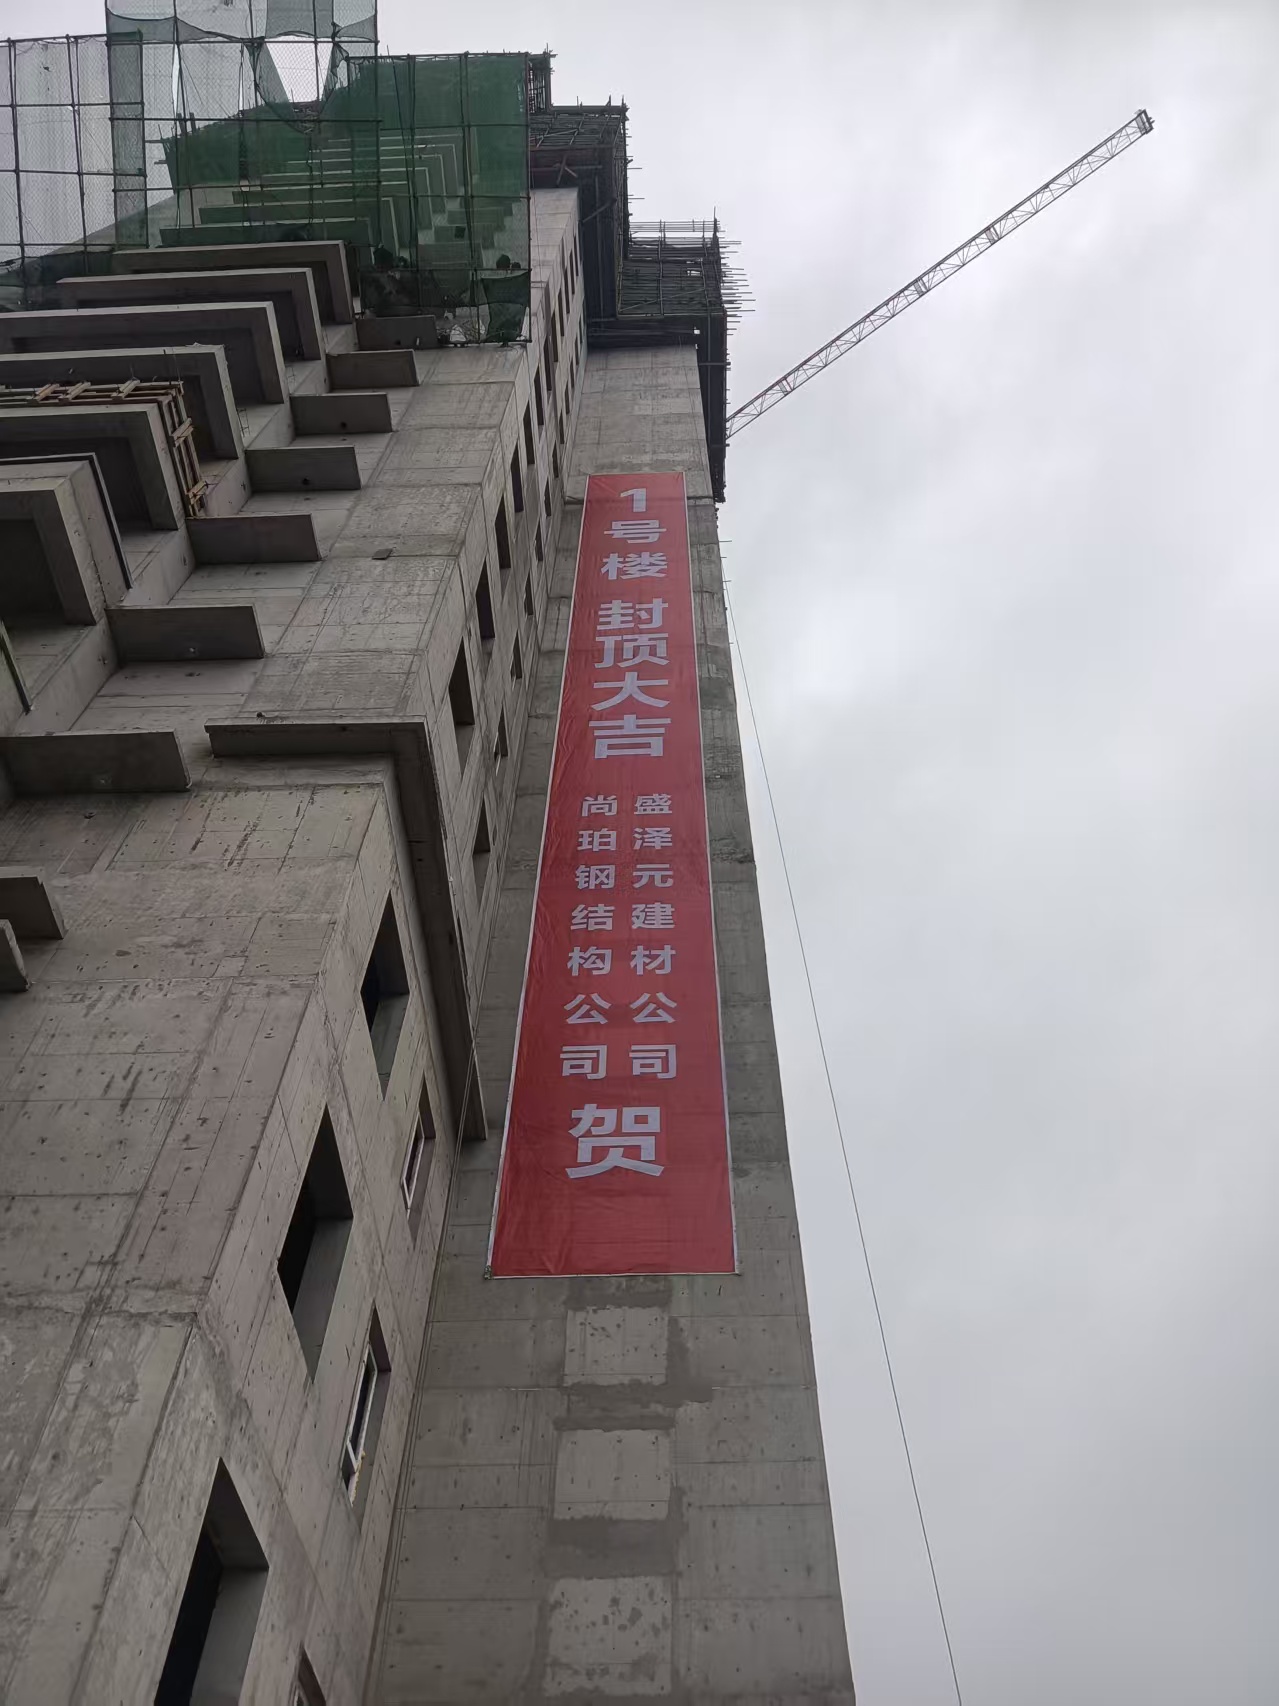 1号楼 封顶大吉
盛泽元建材公司
尚珀钢结构公司
贺